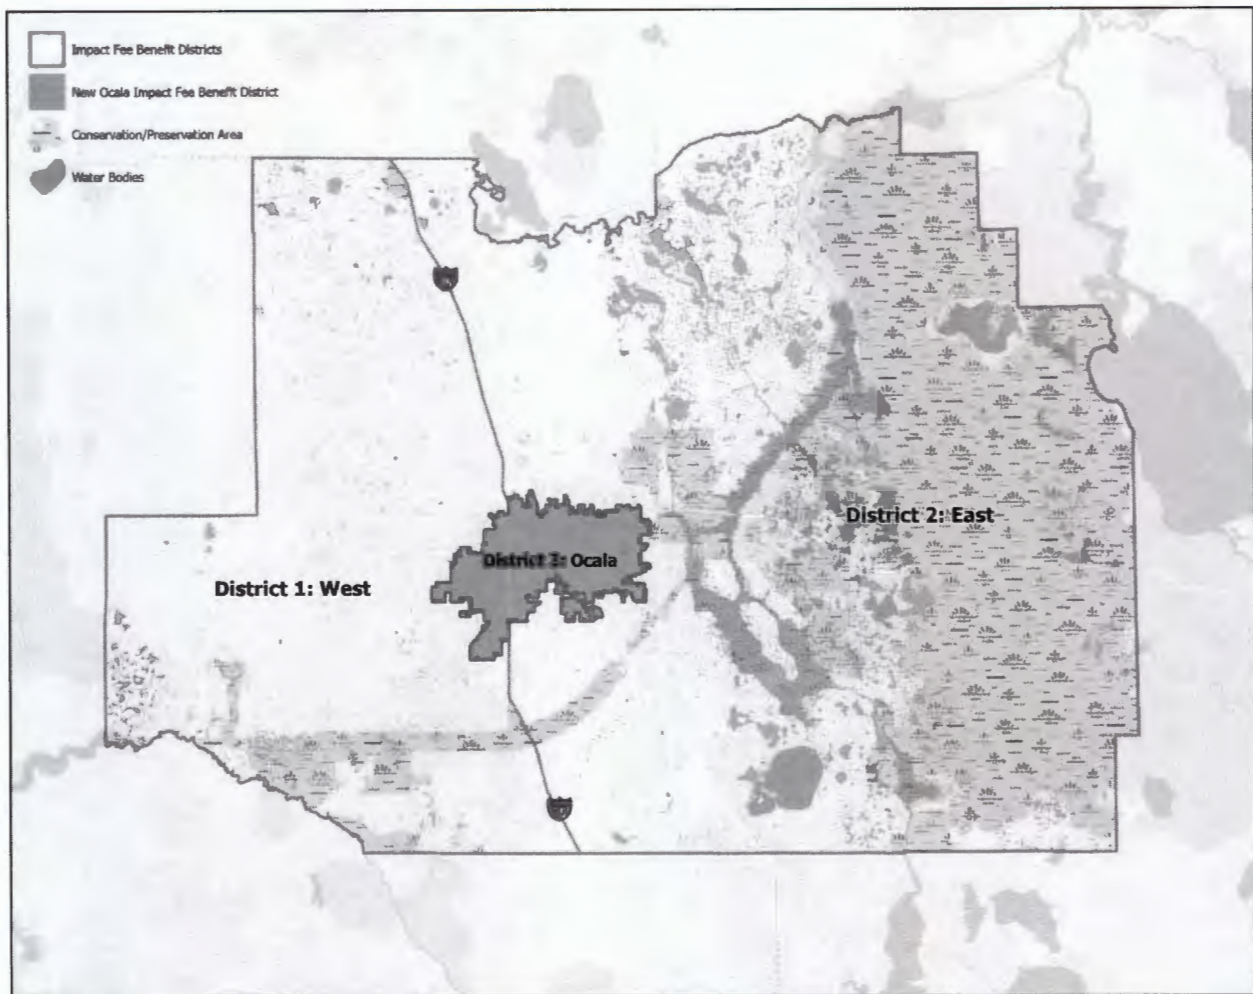 Impact Fee Benefit Districts
New Ocala Impact Fee Benefit District
Conservation/Preservation Area
Water Bodies
District 2: East
District 3: Ocala
District 1: West